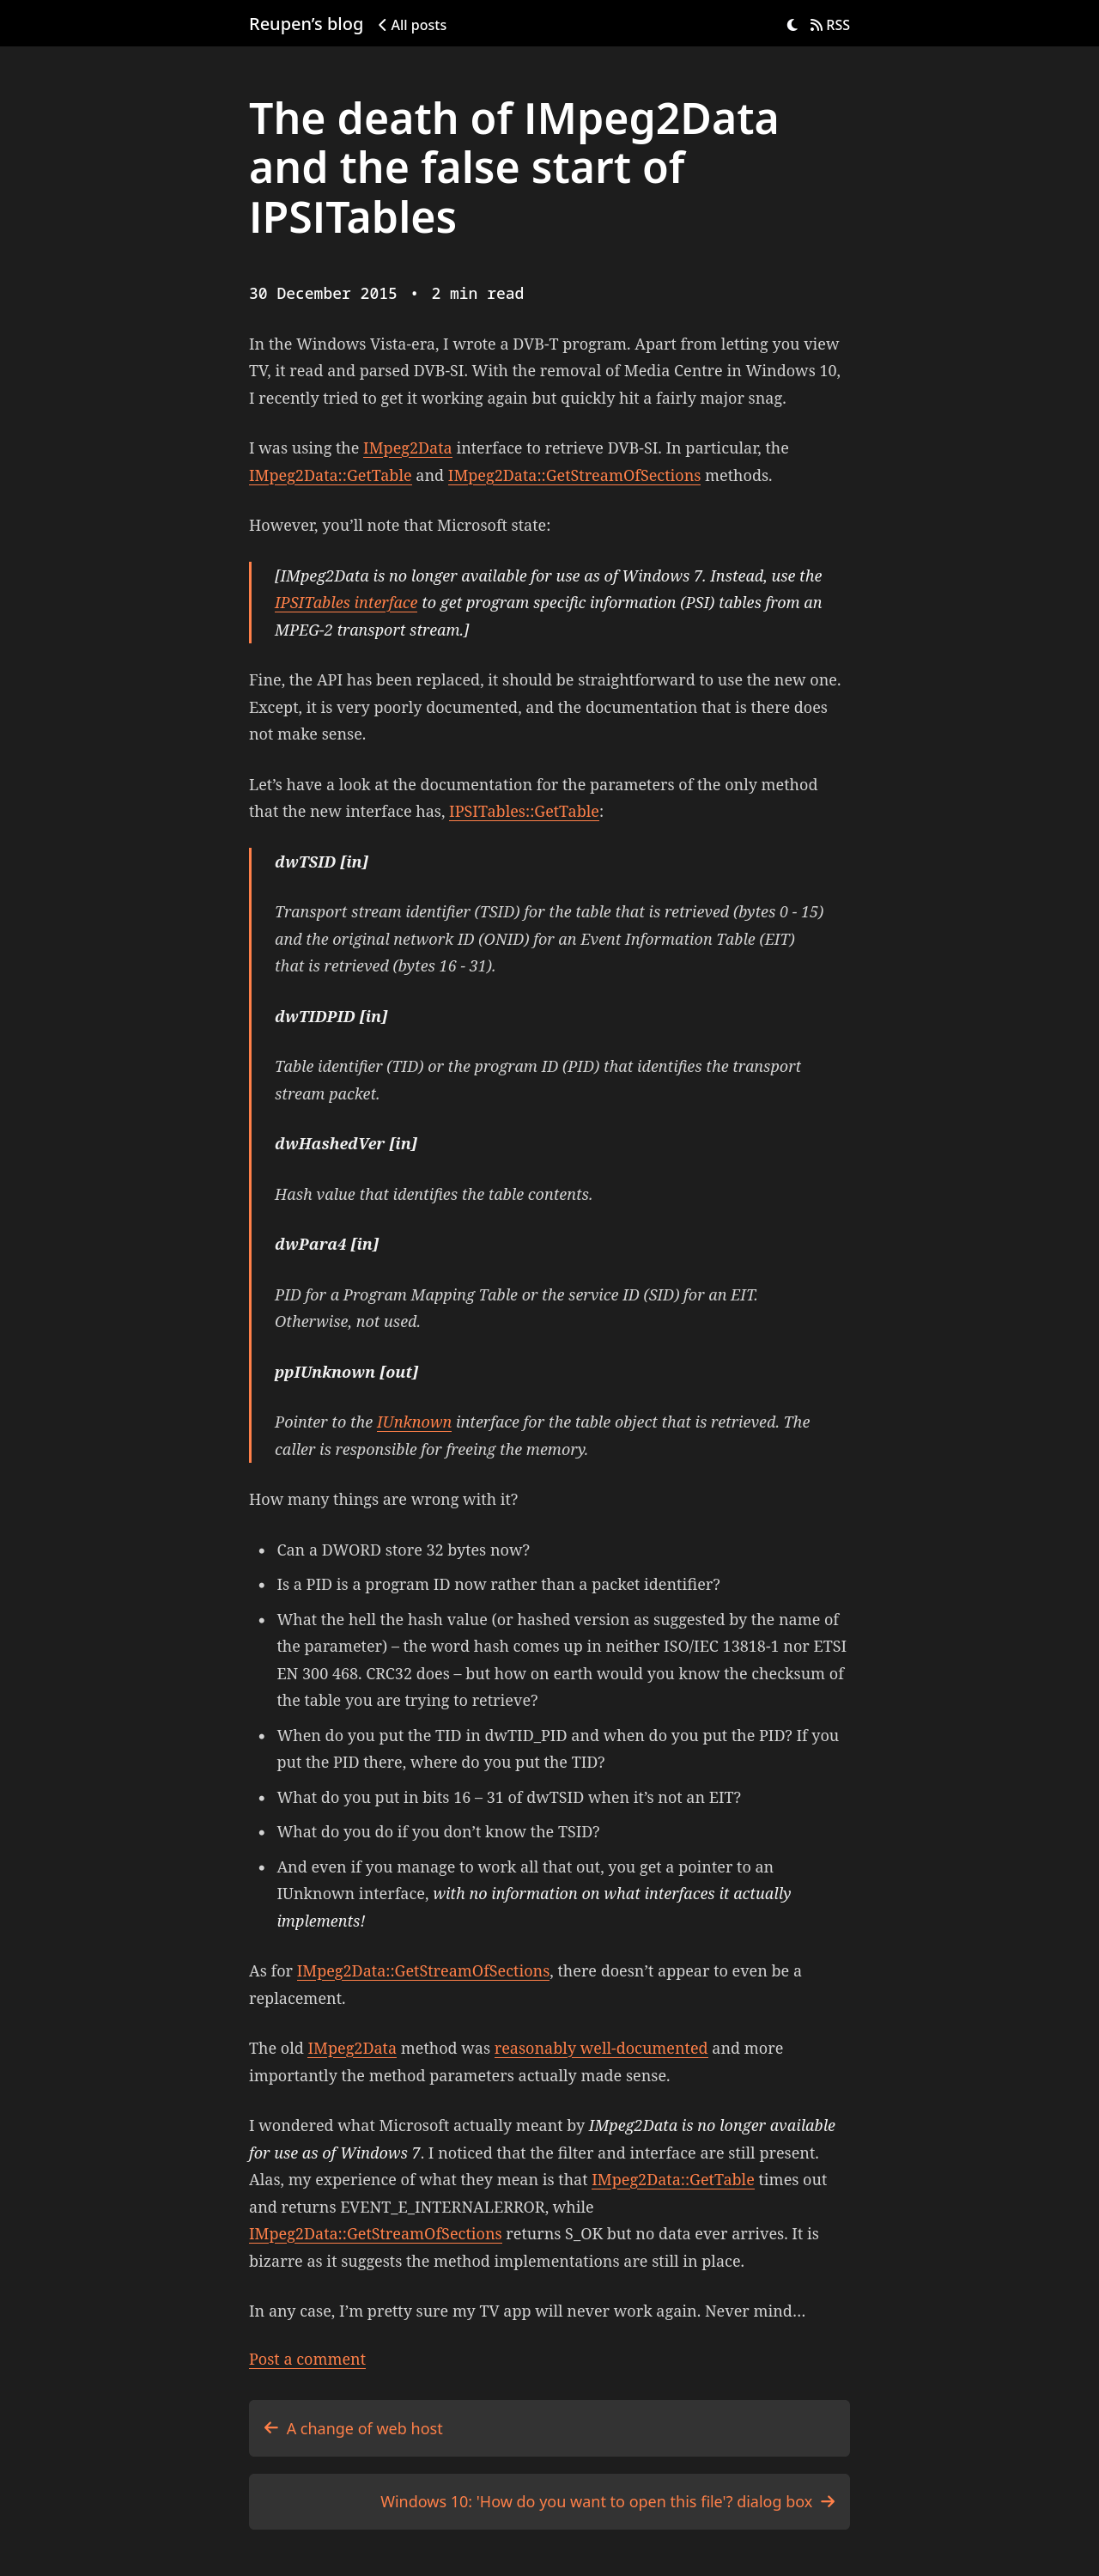 Reupen’s blog All posts RSS
The death of IMpeg2Data
and the false start of
IPSITables
30 December 2015 • 2 min read
In the Windows Vista-era, I wrote a DVB-T program. Apart from letting you view
TV, it read and parsed DVB-SI. With the removal of Media Centre in Windows 10,
I recently tried to get it working again but quickly hit a fairly major snag.
I was using the IMpeg2Data interface to retrieve DVB-SI. In particular, the
IMpeg2Data::GetTable and IMpeg2Data::GetStreamOfSections methods.
However, you’ll note that Microsoft state:
[IMpeg2Data is no longer available for use as of Windows 7. Instead, use the
IPSITables interface to get program specific information (PSI) tables from an
MPEG-2 transport stream.]
Fine, the API has been replaced, it should be straightforward to use the new one.
Except, it is very poorly documented, and the documentation that is there does
not make sense.
Let’s have a look at the documentation for the parameters of the only method
that the new interface has, IPSITables::GetTable:
dwTSID [in]
Transport stream identifier (TSID) for the table that is retrieved (bytes 0 - 15)
and the original network ID (ONID) for an Event Information Table (EIT)
that is retrieved (bytes 16 - 31).
dwTIDPID [in]
Table identifier (TID) or the program ID (PID) that identifies the transport
stream packet.
dwHashedVer [in]
Hash value that identifies the table contents.
dwPara4 [in]
PID for a Program Mapping Table or the service ID (SID) for an EIT.
Otherwise, not used.
ppIUnknown [out]
Pointer to the IUnknown interface for the table object that is retrieved. The
caller is responsible for freeing the memory.
How many things are wrong with it?
• Can a DWORD store 32 bytes now?
• Is a PID is a program ID now rather than a packet identifier?
• What the hell the hash value (or hashed version as suggested by the name of
the parameter) – the word hash comes up in neither ISO/IEC 13818-1 nor ETSI
EN 300 468. CRC32 does – but how on earth would you know the checksum of
the table you are trying to retrieve?
• When do you put the TID in dwTID_PID and when do you put the PID? If you
put the PID there, where do you put the TID?
• What do you put in bits 16 – 31 of dwTSID when it’s not an EIT?
• What do you do if you don’t know the TSID?
• And even if you manage to work all that out, you get a pointer to an
IUnknown interface, with no information on what interfaces it actually
implements!
As for IMpeg2Data::GetStreamOfSections, there doesn’t appear to even be a
replacement.
The old IMpeg2Data method was reasonably well-documented and more
importantly the method parameters actually made sense.
I wondered what Microsoft actually meant by IMpeg2Data is no longer available
for use as of Windows 7. I noticed that the filter and interface are still present.
Alas, my experience of what they mean is that IMpeg2Data::GetTable times out
and returns EVENT_E_INTERNALERROR, while
IMpeg2Data::GetStreamOfSections returns S_OK but no data ever arrives. It is
bizarre as it suggests the method implementations are still in place.
In any case, I’m pretty sure my TV app will never work again. Never mind…
Post a comment
← A change of web host
Windows 10: 'How do you want to open this file'? dialog box →